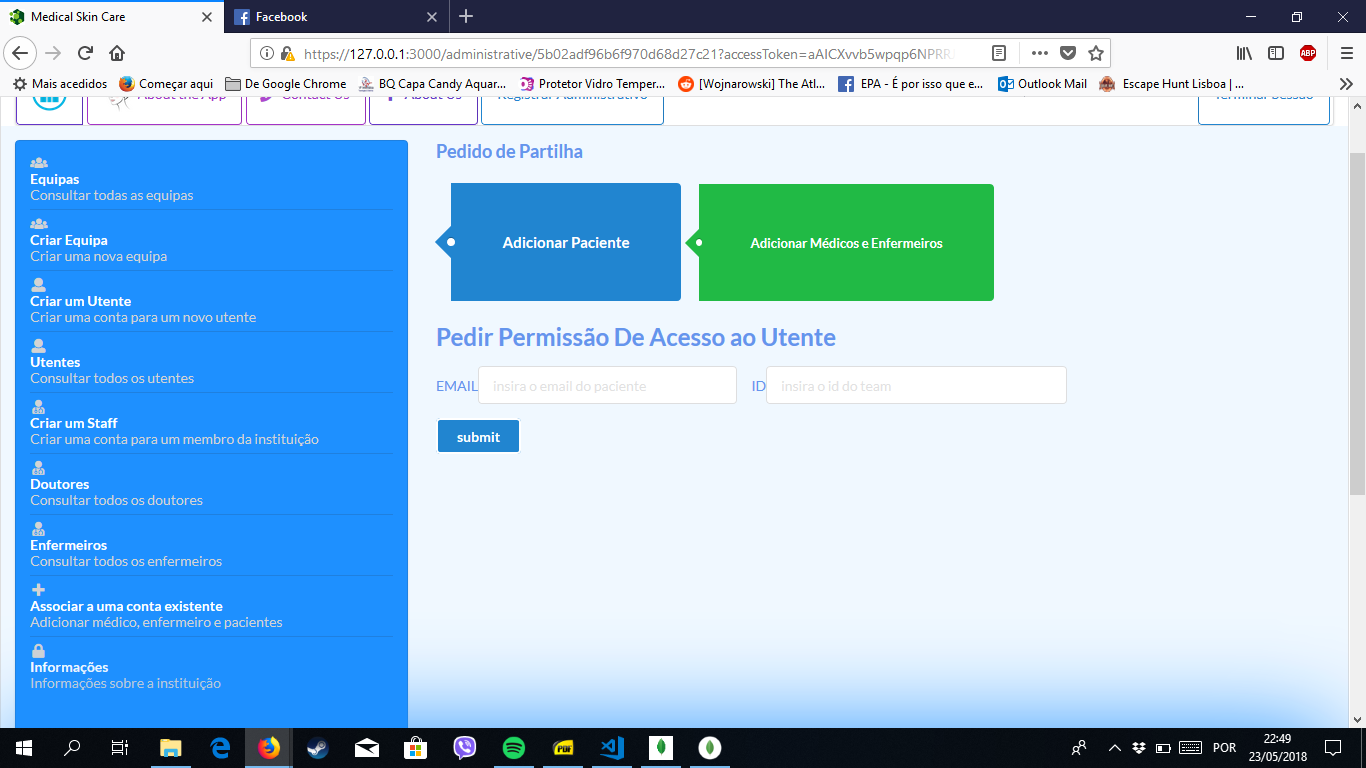 Medical Skin Care
Facebook
https://127.0.0.1:3000/administrative/5b02adf96b6f970d68d27c21?accessToken=aAICXvvb5wpqp6NPRR
Mais acedidos
Começar aqui
De Google Chrome
BQ Capa Candy Aquar...
Protetor Vidro Temper...
[Wojnarowski] The Atl...
EPA - É por isso que e...
Outlook Mail
Escape Hunt Lisboa | ...
ABP
About the App
Contact Us
About Us
Registrar Administrativo
Terminar Sessão
Equipas
Consultar todas as equipas
Criar Equipa
Criar uma nova equipa
Criar um Utente
Criar uma conta para um novo utente
Utentes
Consultar todos os utentes
Criar um Staff
Criar uma conta para um membro da instituição
Doutores
Consultar todos os doutores
Enfermeiros
Consultar todos os enfermeiros
Associar a uma conta existente
Adicionar médico, enfermeiro e pacientes
Informações
Informações sobre a instituição
Pedido de Partilha
Adicionar Paciente
Adicionar Médicos e Enfermeiros
Pedir Permissão De Acesso ao Utente
EMAIL insira o email do paciente
ID insira o id do team
submit
PDF
POR
22:49
23/05/2018